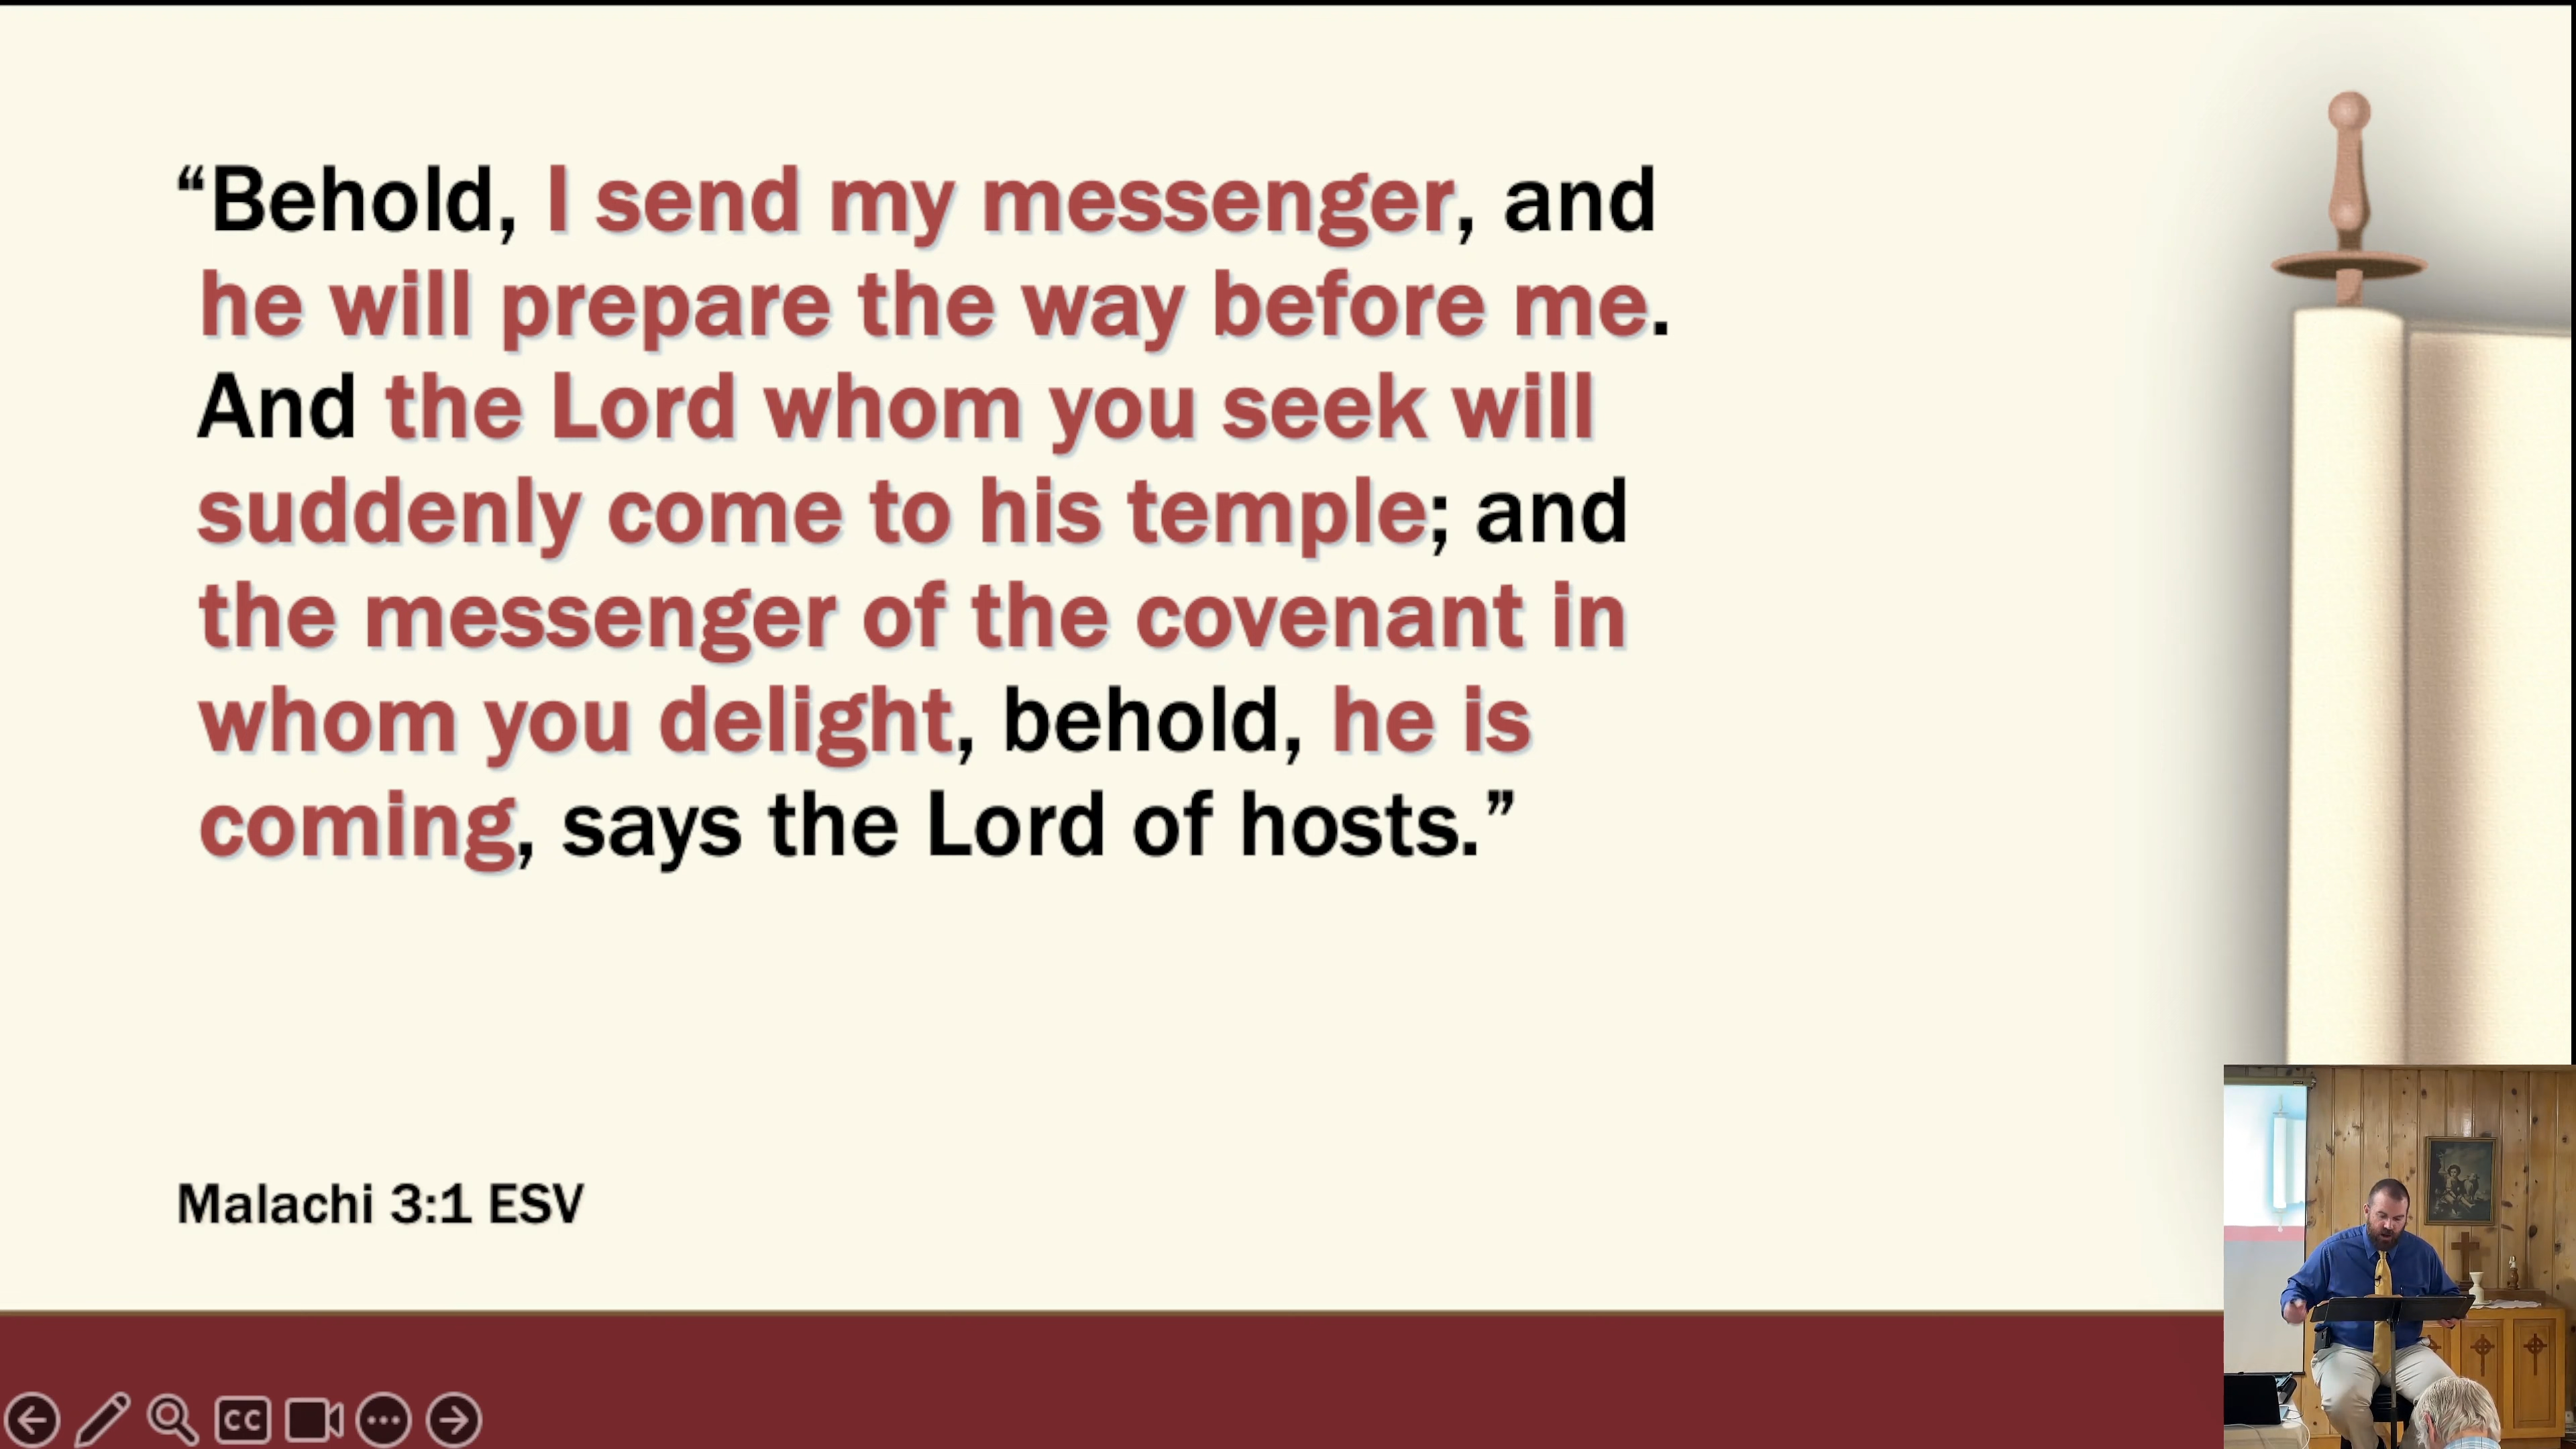 “Behold, I send my messenger, and
he will prepare the way before me.
And the Lord whom you seek will
suddenly come to his temple; and
the messenger of the covenant in
whom you delight, behold, he is
coming, says the Lord of hosts.”
Malachi 3:1 ESV
CC